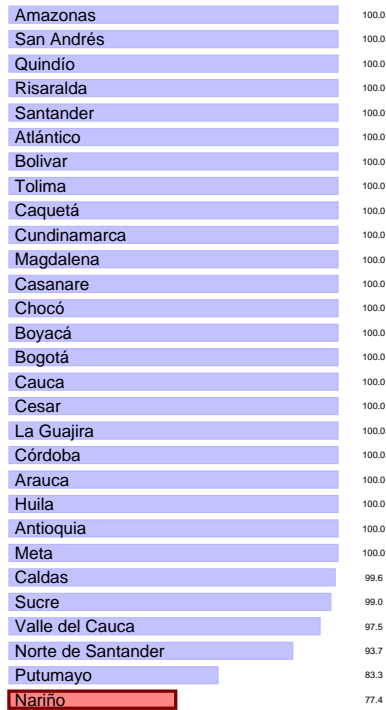 Amazonas 100.0
San Andrés 100.0
Quindío 100.0
Risaralda 100.0
Santander 100.0
Atlántico 100.0
Bolivar 100.0
Tolima 100.0
Caquetá 100.0
Cundinamarca 100.0
Magdalena 100.0
Casanare 100.0
Chocó 100.0
Boyacá 100.0
Bogotá 100.0
Cauca 100.0
Cesar 100.0
La Guajira 100.0
Córdoba 100.0
Arauca 100.0
Huila 100.0
Antioquia 100.0
Meta 100.0
Caldas 99.6
Sucre 99.0
Valle del Cauca 97.5
Norte de Santander 93.7
Putumayo 83.3
Nariño 77.4